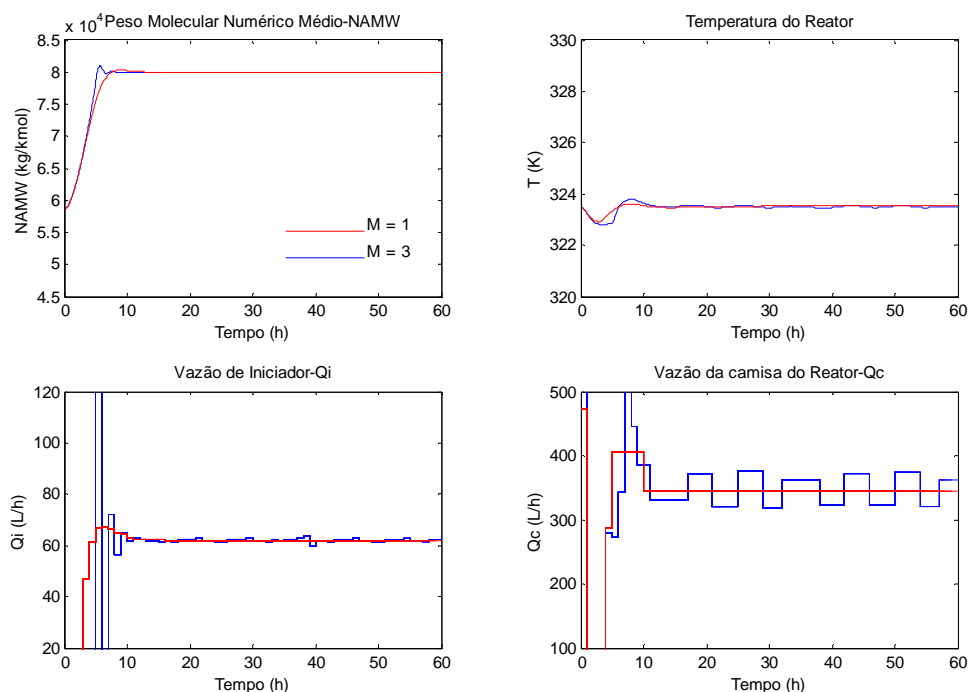 x 10⁴ Peso Molecular Numérico Médio-NAMW
8.5
8
7.5
7
6.5
6
5.5
5
4.5
NAMW (kg/kmol)
M = 1
M = 3
0 10 20 30 40 50 60
Tempo (h)
Temperatura do Reator
330
328
326
324
322
320
T (K)
0 10 20 30 40 50 60
Tempo (h)
Vazão de Iniciador-Qi
120
100
80
60
40
20
Qi (L/h)
0 10 20 30 40 50 60
Tempo (h)
Vazão da camisa do Reator-Qc
500
400
300
200
100
Qc (L/h)
0 10 20 30 40 50 60
Tempo (h)